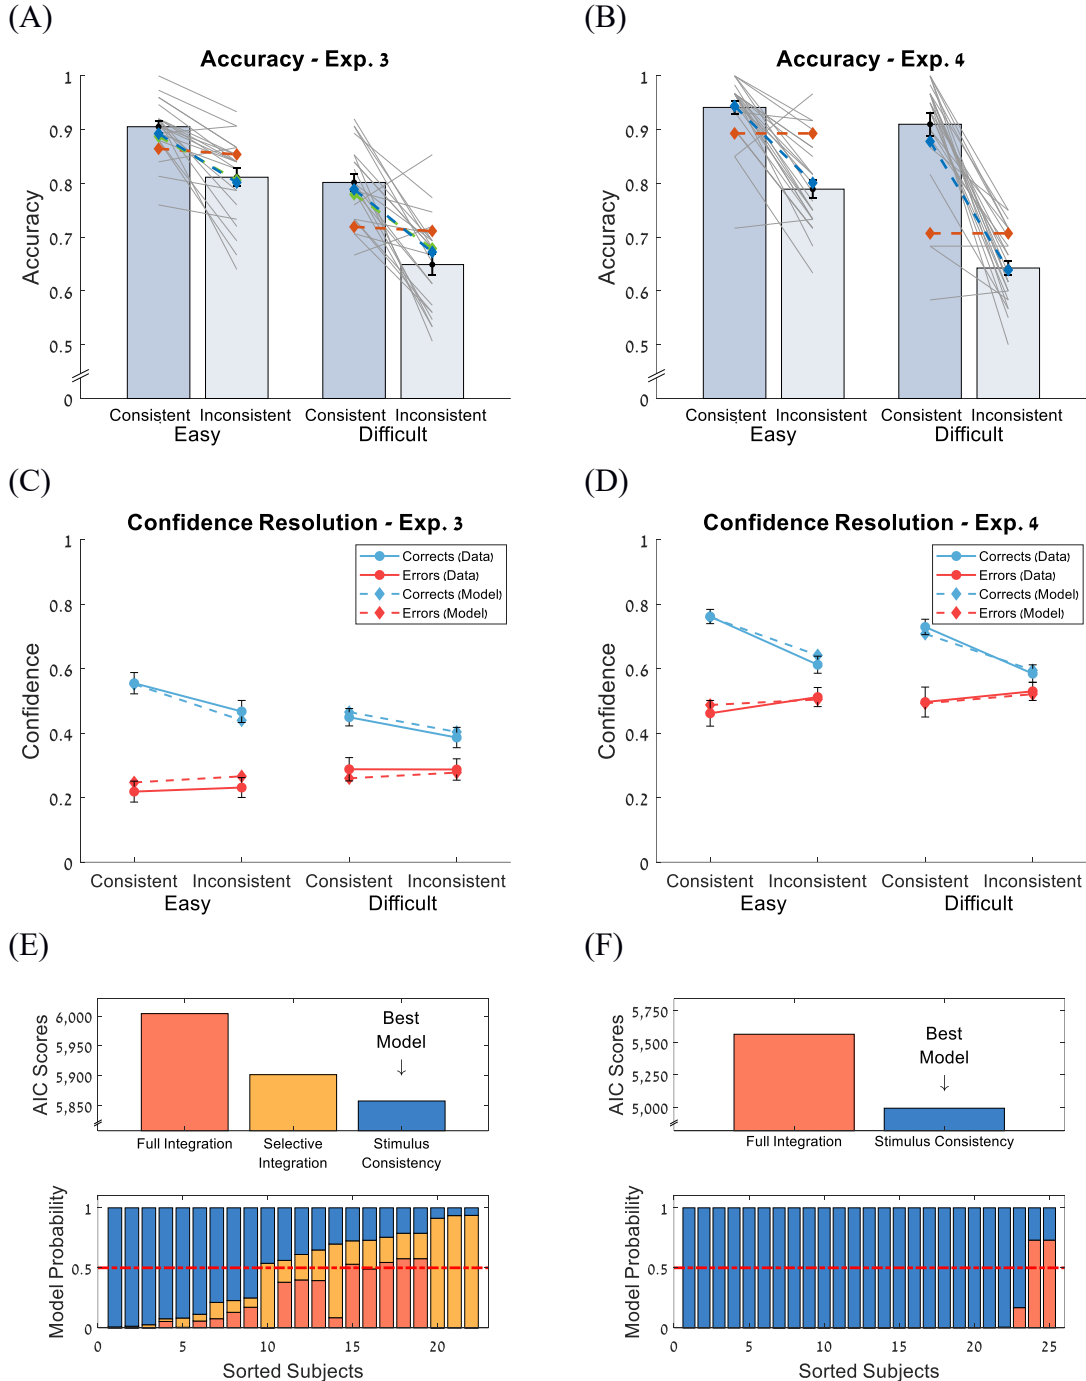 (A)
Accuracy - Exp. 3
1
0.9
0.8
0.7
0.6
0.5
0
Accuracy
Consistent Inconsistent Consistent Inconsistent
Easy Difficult
(B)
Accuracy - Exp. 4
1
0.9
0.8
0.7
0.6
0.5
0
Accuracy
Consistent Inconsistent Consistent Inconsistent
Easy Difficult
(C)
Confidence Resolution - Exp. 3
1
0.8
0.6
0.4
0.2
0
Confidence
Corrects (Data)
Errors (Data)
Corrects (Model)
Errors (Model)
Consistent Inconsistent Consistent Inconsistent
Easy Difficult
(D)
Confidence Resolution - Exp. 4
1
0.8
0.6
0.4
0.2
0
Confidence
Corrects (Data)
Errors (Data)
Corrects (Model)
Errors (Model)
Consistent Inconsistent Consistent Inconsistent
Easy Difficult
(E)
6,000
5,950
5,900
5,850
AIC Scores
Best
Model
↓
Full Integration Selective Stimulus
Integration Consistency
1
0.5
0
Model Probability
0 5 10 15 20
Sorted Subjects
(F)
5,750
5,500
5,250
5,000
AIC Scores
Best
Model
↓
Full Integration Stimulus Consistency
1
0.5
0
Model Probability
0 5 10 15 20 25
Sorted Subjects